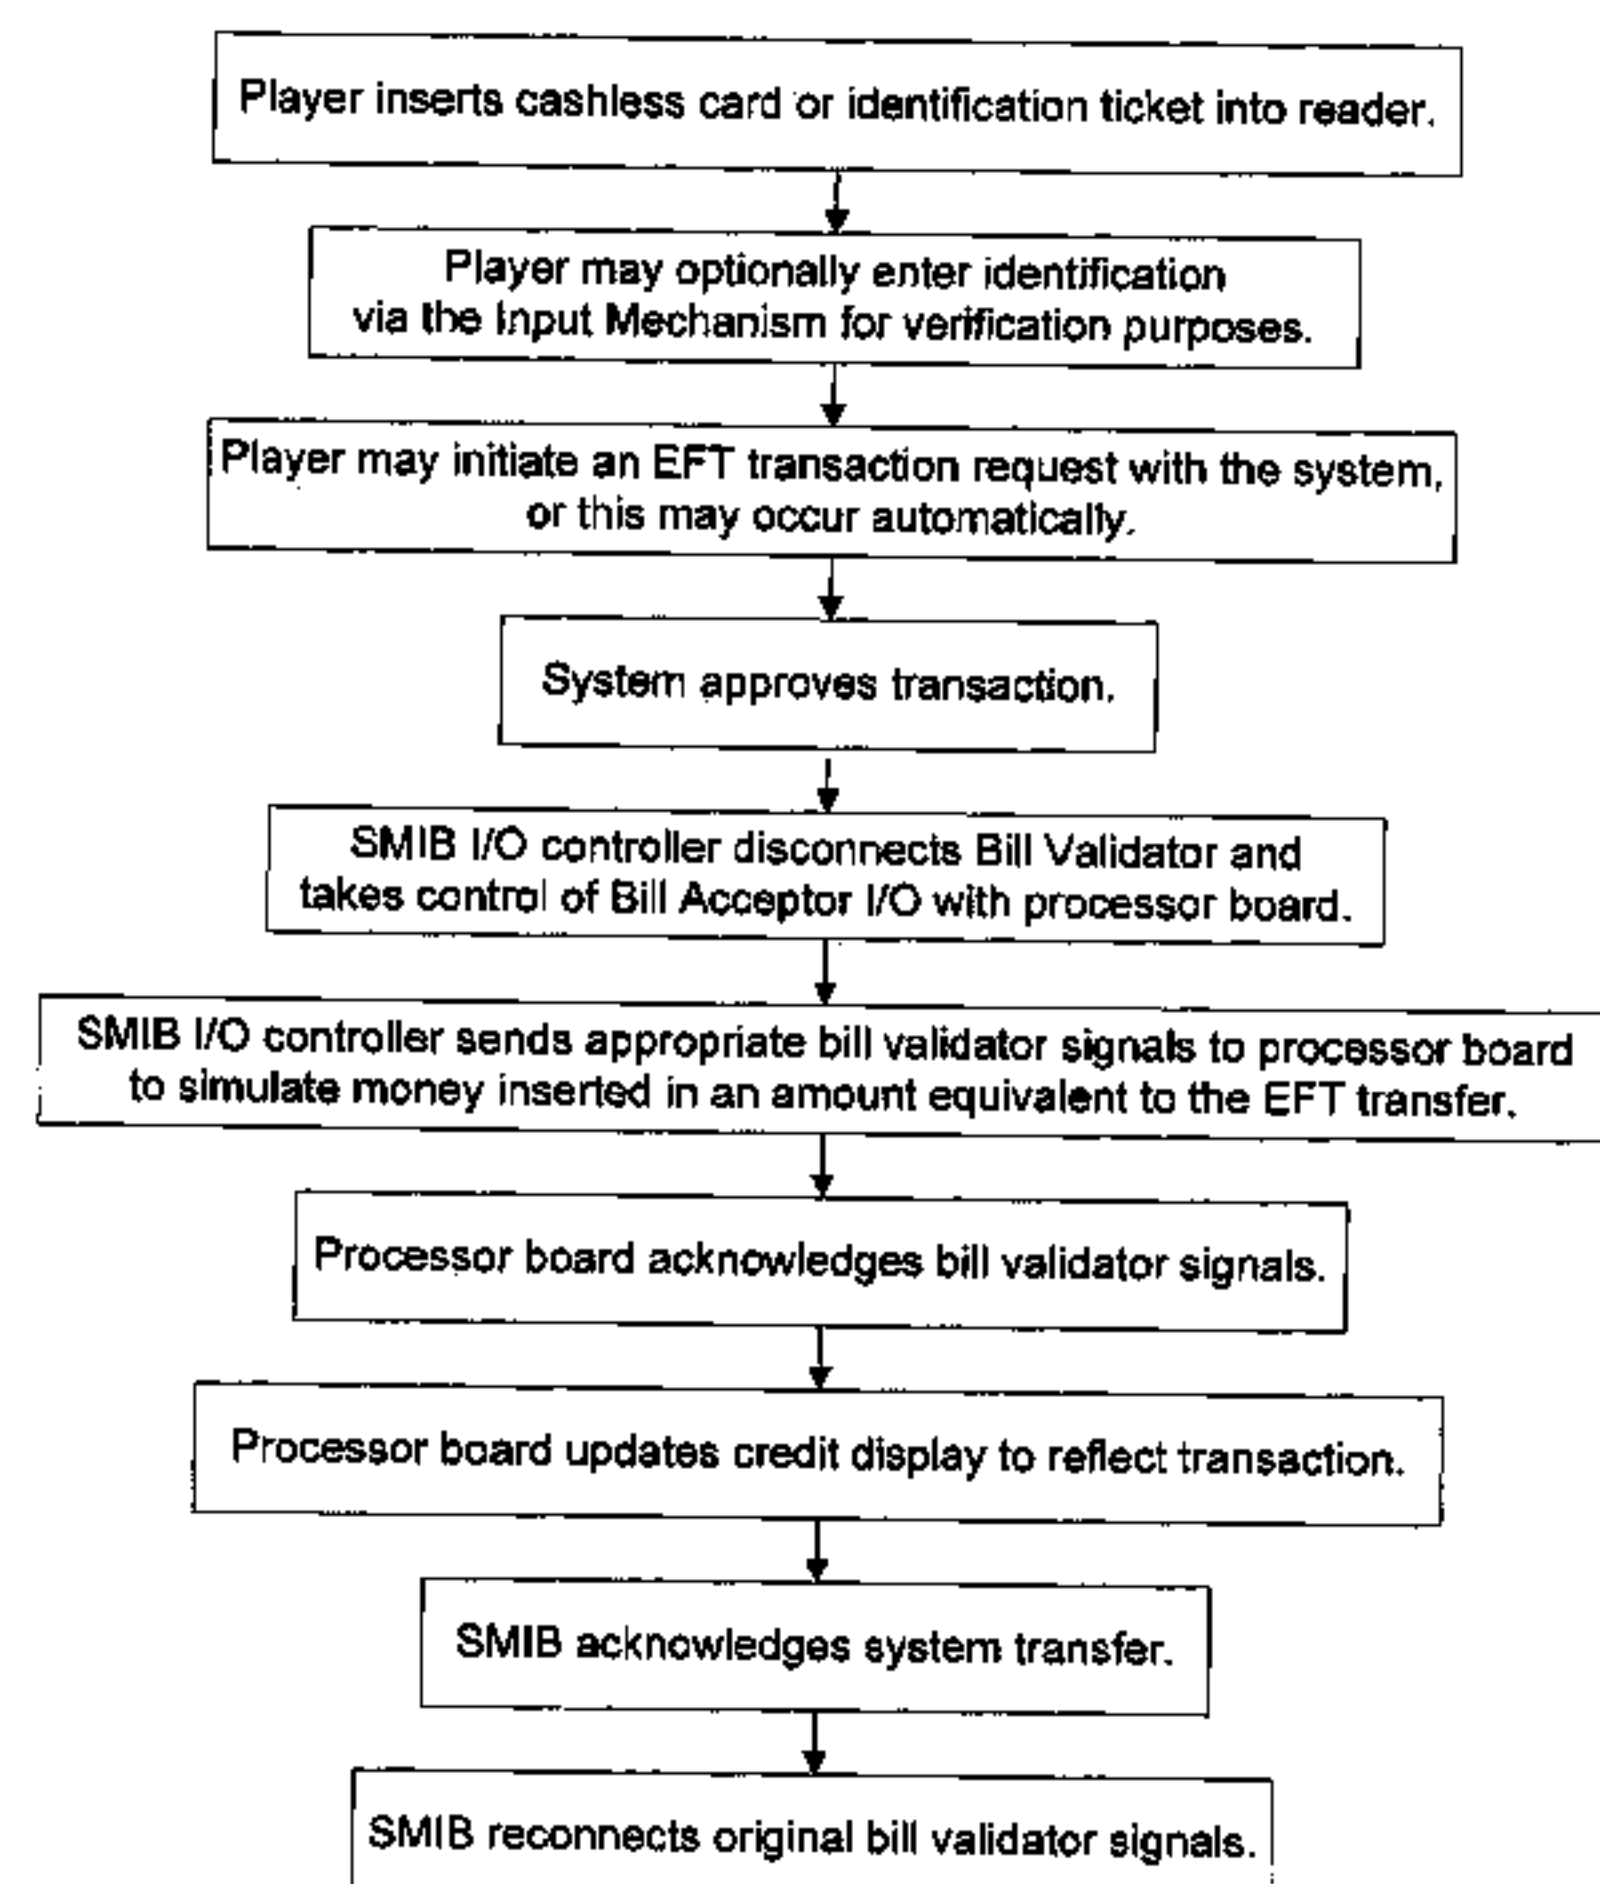 Player inserts cashless card or identification ticket into reader.
Player may optionally enter identification
via the Input Mechanism for verification purposes.
Player may initiate an EFT transaction request with the system,
or this may occur automatically.
System approves transaction.
SMIB I/O controller disconnects Bill Validator and
takes control of Bill Acceptor I/O with processor board.
SMIB I/O controller sends appropriate bill validator signals to processor board
to simulate money inserted in an amount equivalent to the EFT transfer.
Processor board acknowledges bill validator signals.
Processor board updates credit display to reflect transaction.
SMIB acknowledges system transfer.
SMIB reconnects original bill validator signals.